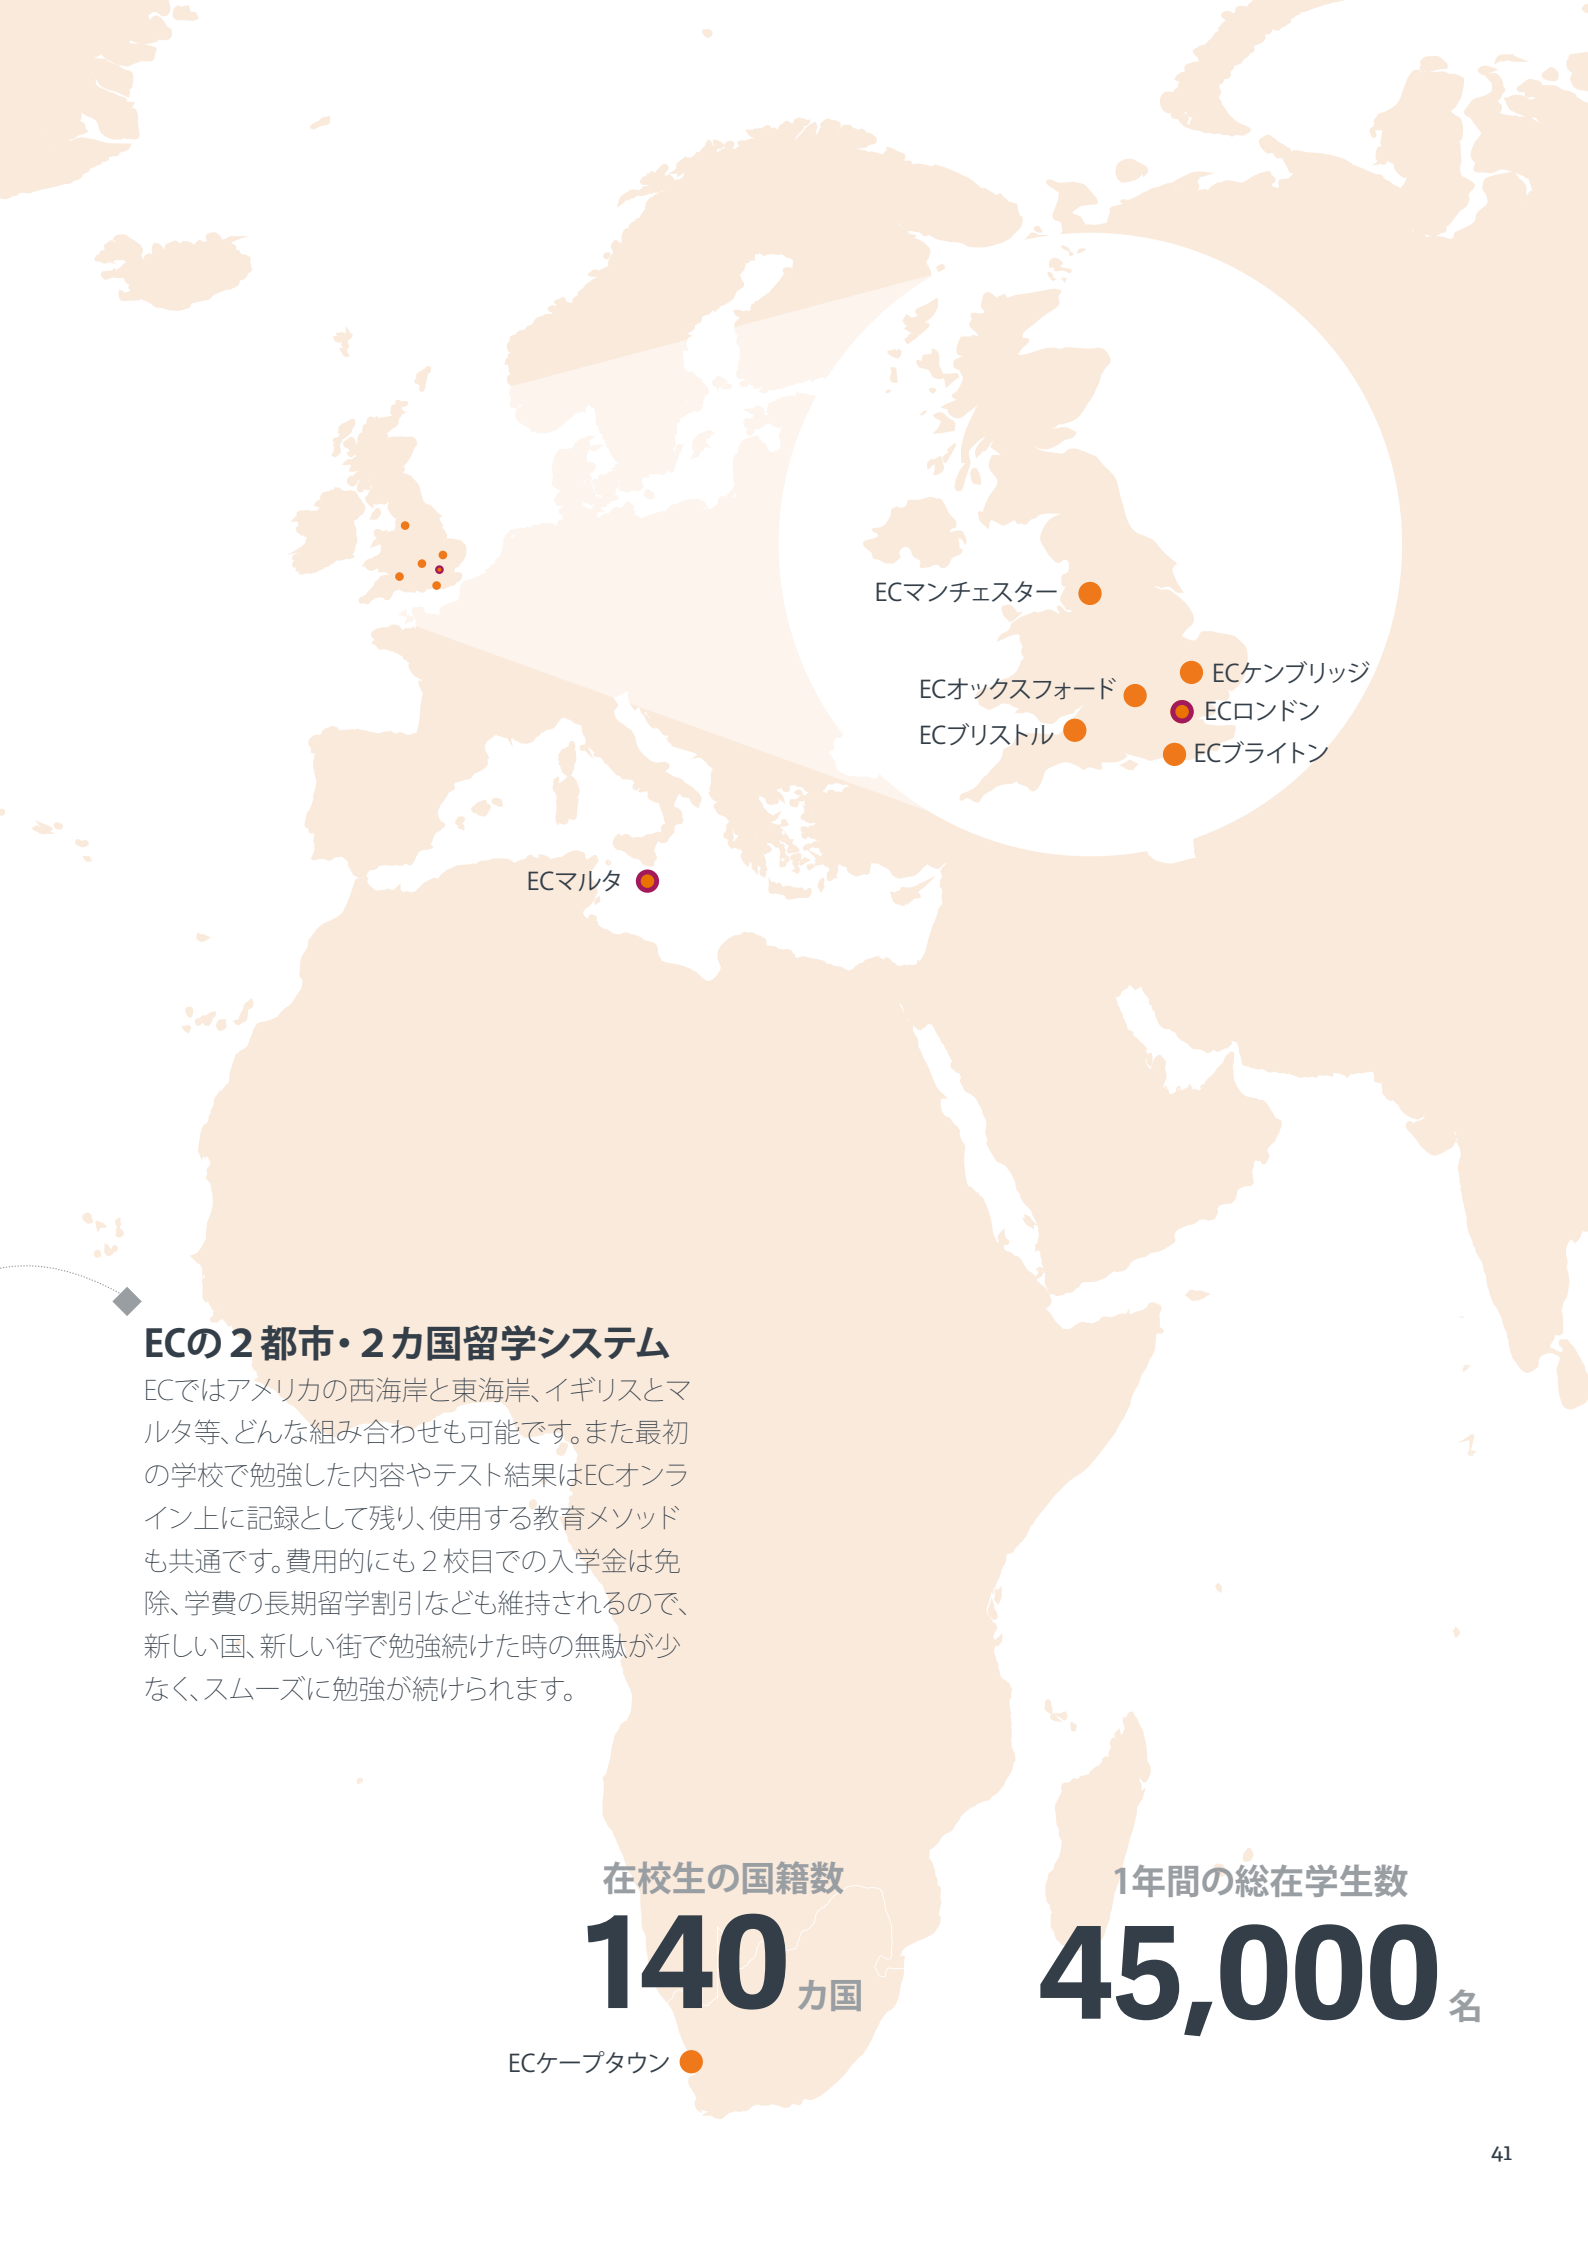 ECマンチェスター
ECケンブリッジ
ECオックスフォード
ECロンドン
ECブリストル
ECブライトン
ECマルタ
ECの２都市・２カ国留学システム
ECではアメリカの西海岸と東海岸、イギリスとマ
ルタ等、どんな組み合わせも可能です。また最初
の学校で勉強した内容やテスト結果はECオンラ
イン上に記録として残り、使用する教育メソッド
も共通です。費用的にも２校目での入学金は免
除、学費の長期留学割引なども維持されるので、
新しい国、新しい街で勉強続けた時の無駄が少
なく、スムーズに勉強が続けられます。
在校生の国籍数
140カ国
1年間の総在学生数
45,000名
ECケープタウン
41